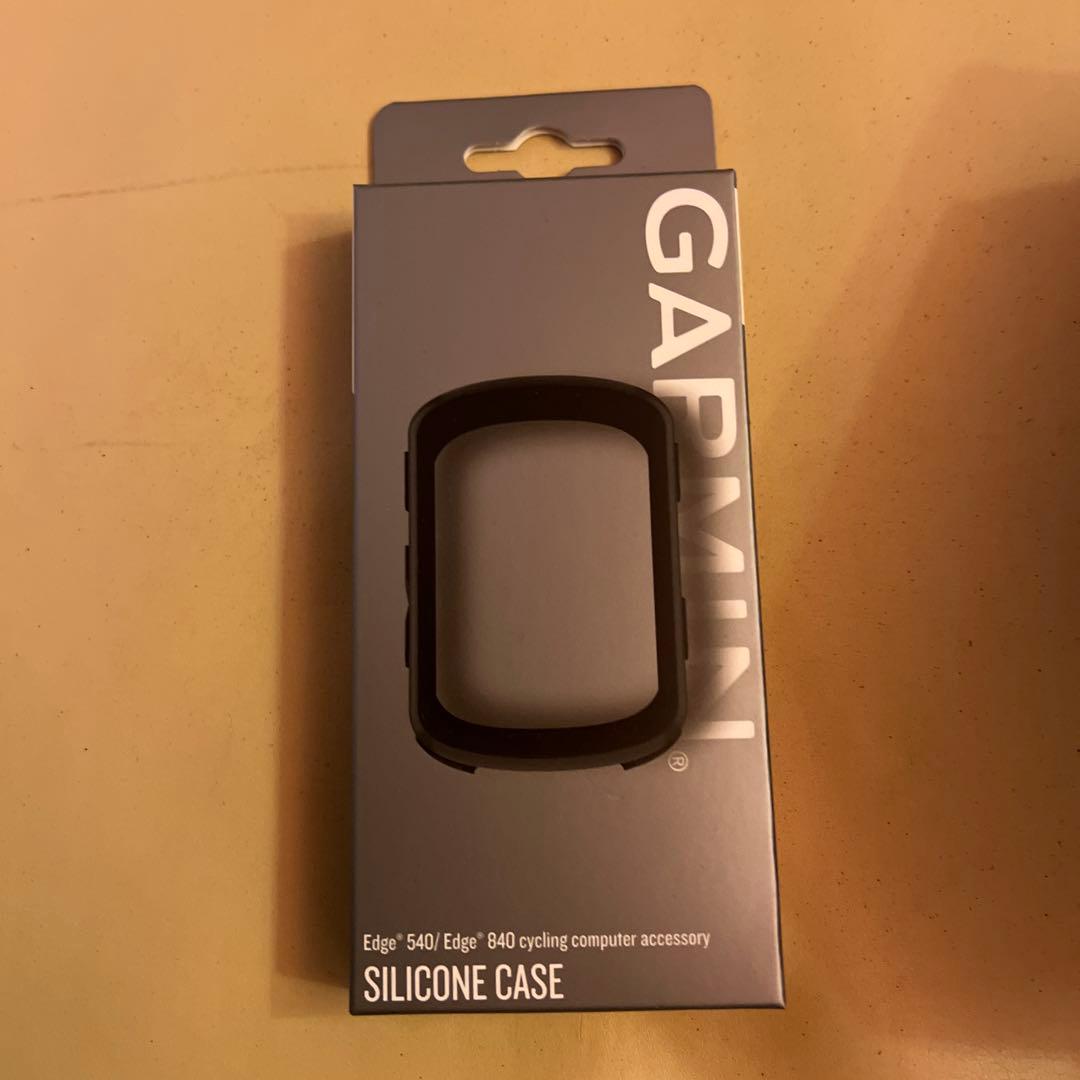 GARMIN®
Edge® 540/ Edge® 840 cycling computer accessory
SILICONE CASE